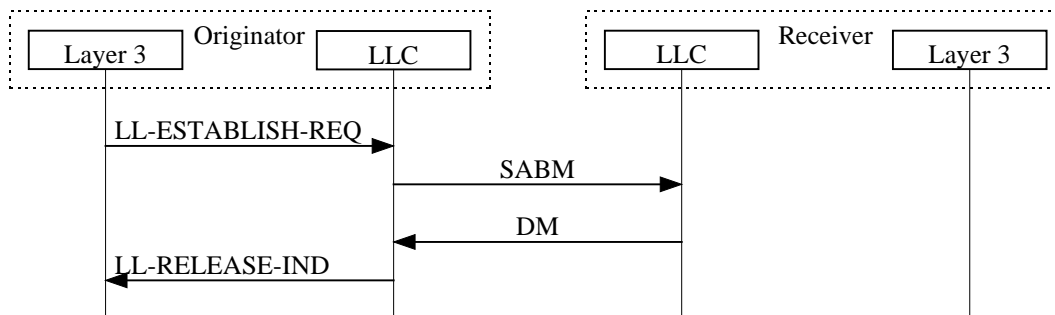 Originator
Receiver
Layer 3
LLC
LLC
Layer 3
LL-ESTABLISH-REQ
SABM
DM
LL-RELEASE-IND